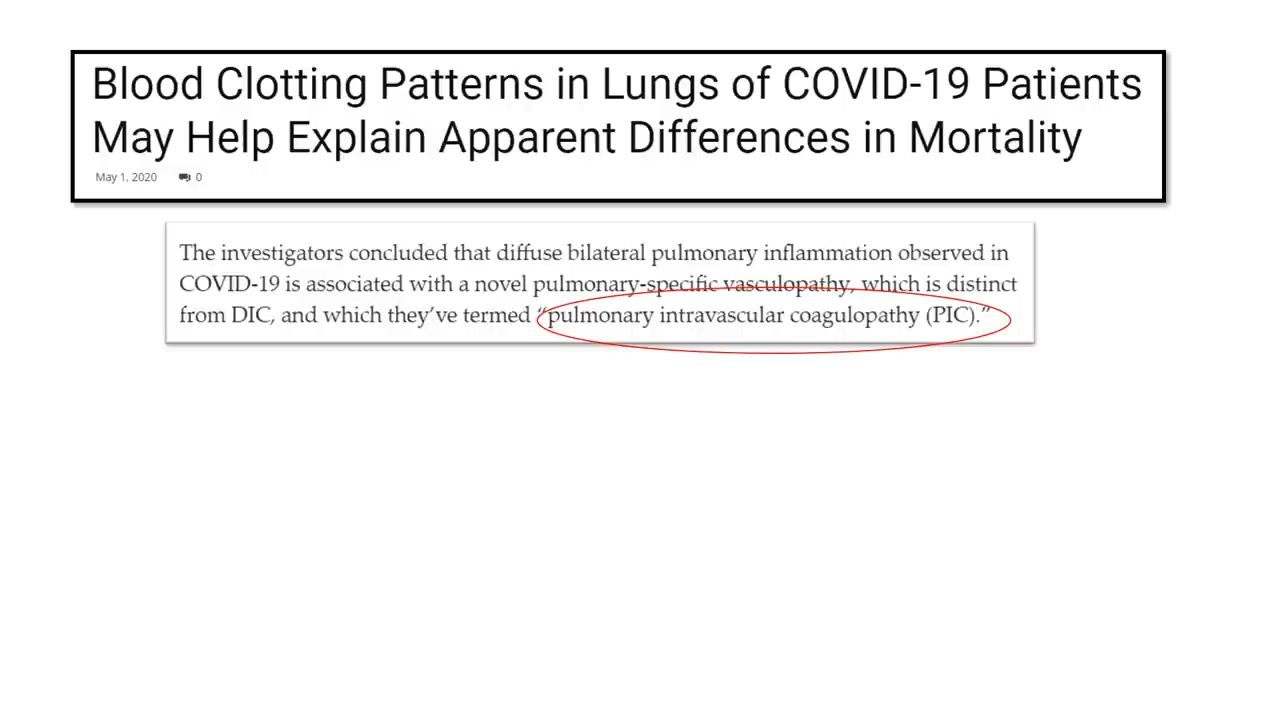 Blood Clotting Patterns in Lungs of COVID-19 Patients
May Help Explain Apparent Differences in Mortality
May 1, 2020 0
The investigators concluded that diffuse bilateral pulmonary inflammation observed in
COVID-19 is associated with a novel pulmonary-specific vasculopathy, which is distinct
from DIC, and which they’ve termed “pulmonary intravascular coagulopathy (PIC).”